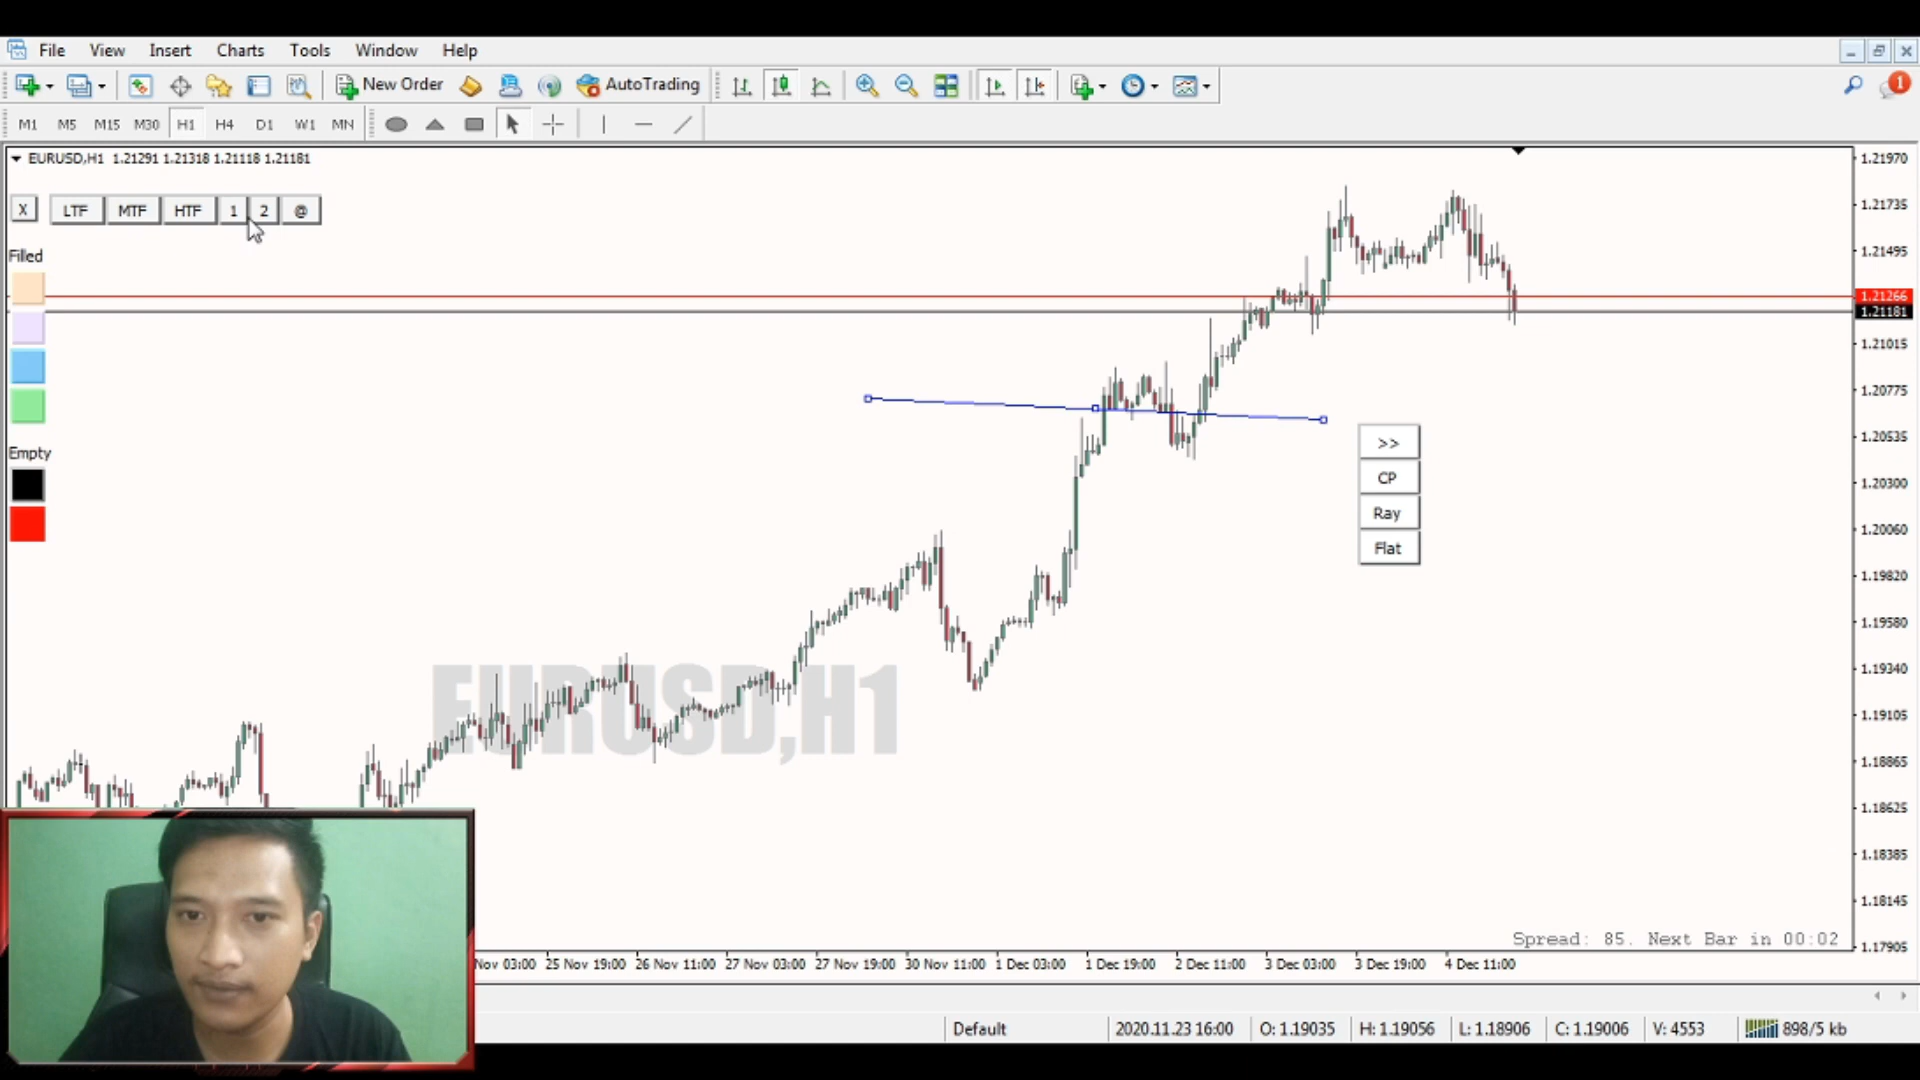 File View Insert Charts Tools Window Help
New Order AutoTrading 1
M1 M5 M15 M30 H1 H4 D1 W1 MN
EURUSD,H1 1.21291 1.21318 1.21118 1.21181
X LTF MTF HTF 1 2 @
Filled
Empty
>>
CP
Ray
Flat
EURUSD,H1
1.21970
1.21735
1.21495
1.21266
1.21181
1.21015
1.20775
1.20535
1.20300
1.20060
1.19820
1.19580
1.19340
1.19105
1.18865
1.18625
1.18385
1.18145
1.17905
Spread: 85. Next Bar in 00:02
Nov 03:00 25 Nov 19:00 26 Nov 11:00 27 Nov 03:00 27 Nov 19:00 30 Nov 11:00 1 Dec 03:00 1 Dec 19:00 2 Dec 11:00 3 Dec 03:00 3 Dec 19:00 4 Dec 11:00
Default 2020.11.23 16:00 O: 1.19035 H: 1.19056 L: 1.18906 C: 1.19006 V: 4553 898/5 kb